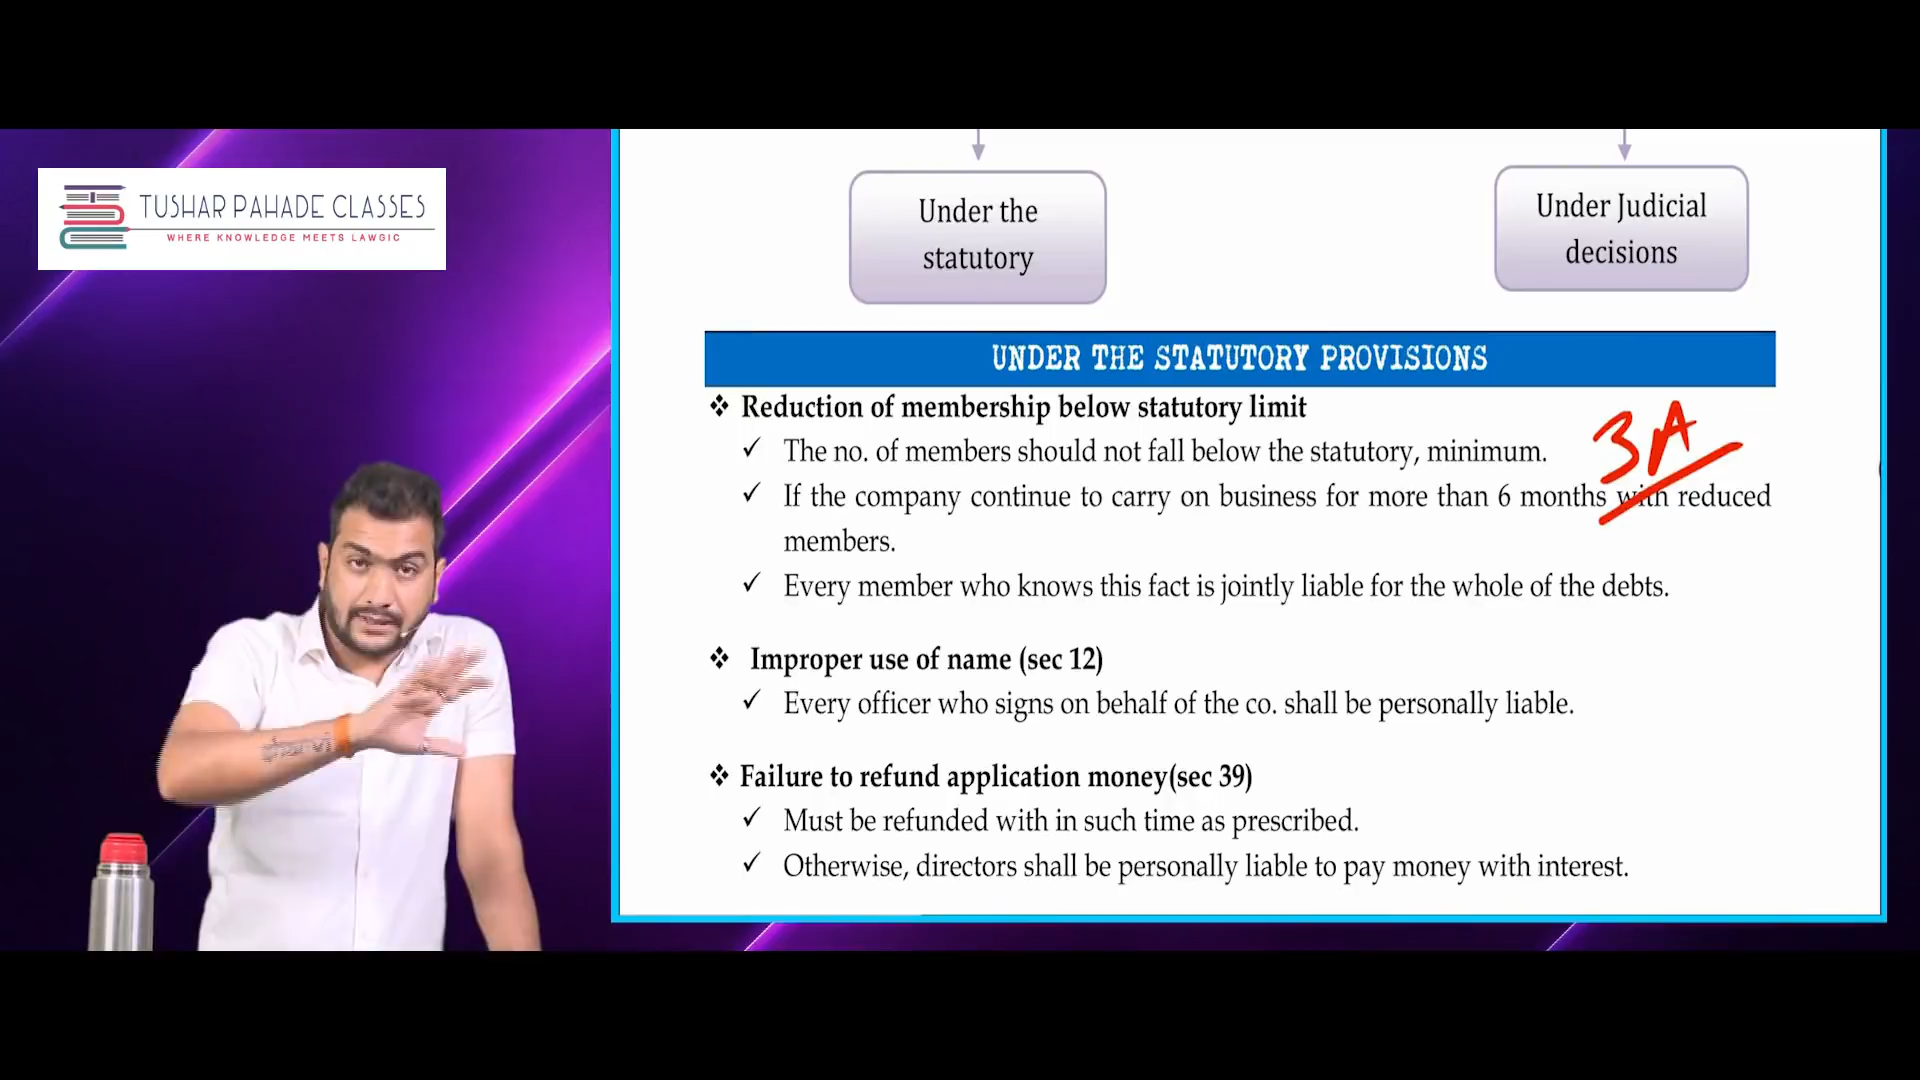 TUSHAR PAHADE CLASSES
WHERE KNOWLEDGE MEETS LAWGIC
Under the
statutory
Under Judicial
decisions
UNDER THE STATUTORY PROVISIONS
❖ Reduction of membership below statutory limit
3A
✓ The no. of members should not fall below the statutory, minimum.
✓ If the company continue to carry on business for more than 6 months with reduced
members.
✓ Every member who knows this fact is jointly liable for the whole of the debts.
❖ Improper use of name (sec 12)
✓ Every officer who signs on behalf of the co. shall be personally liable.
❖ Failure to refund application money(sec 39)
✓ Must be refunded with in such time as prescribed.
✓ Otherwise, directors shall be personally liable to pay money with interest.